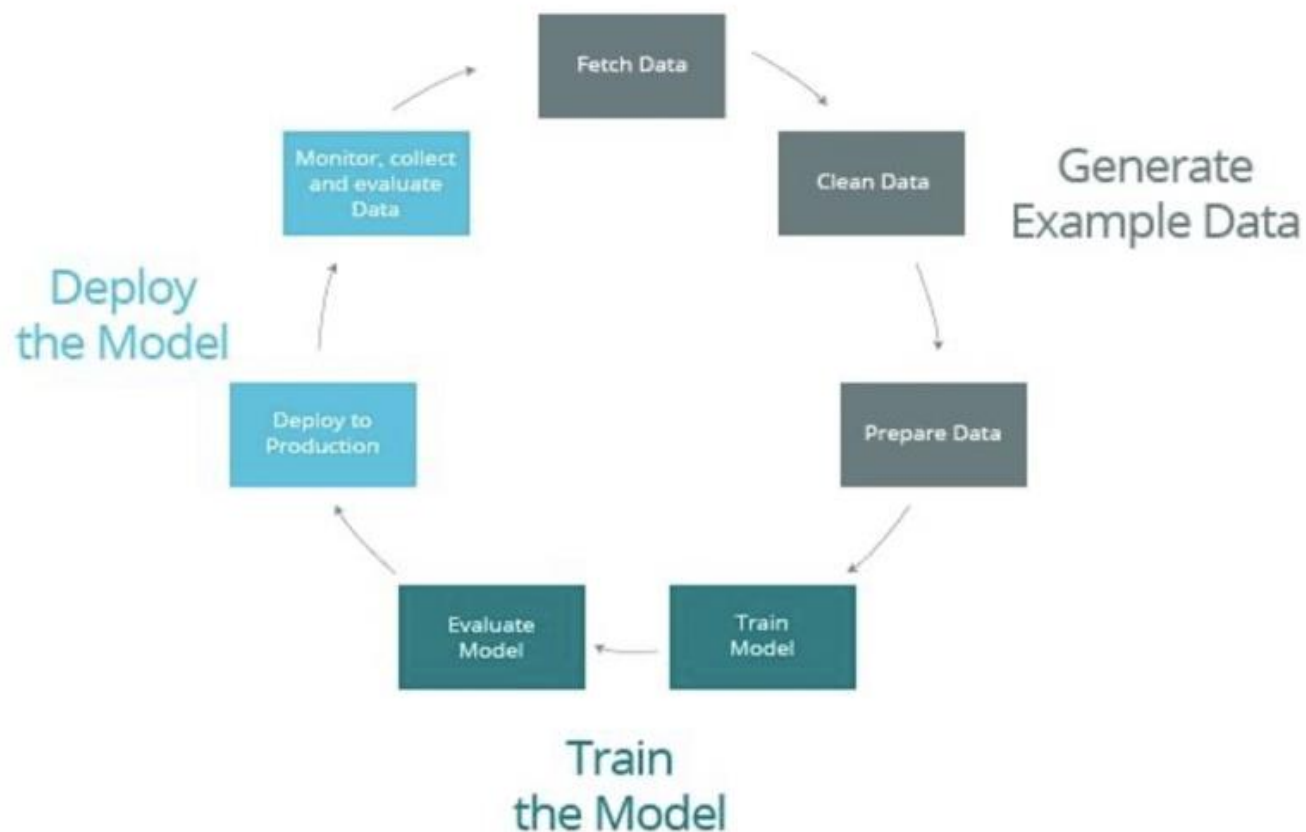 Fetch Data
Clean Data
Generate
Example Data
Prepare Data
Train
Model
Train
the Model
Evaluate
Model
Deploy to
Production
Deploy
the Model
Monitor, collect
and evaluate
Data